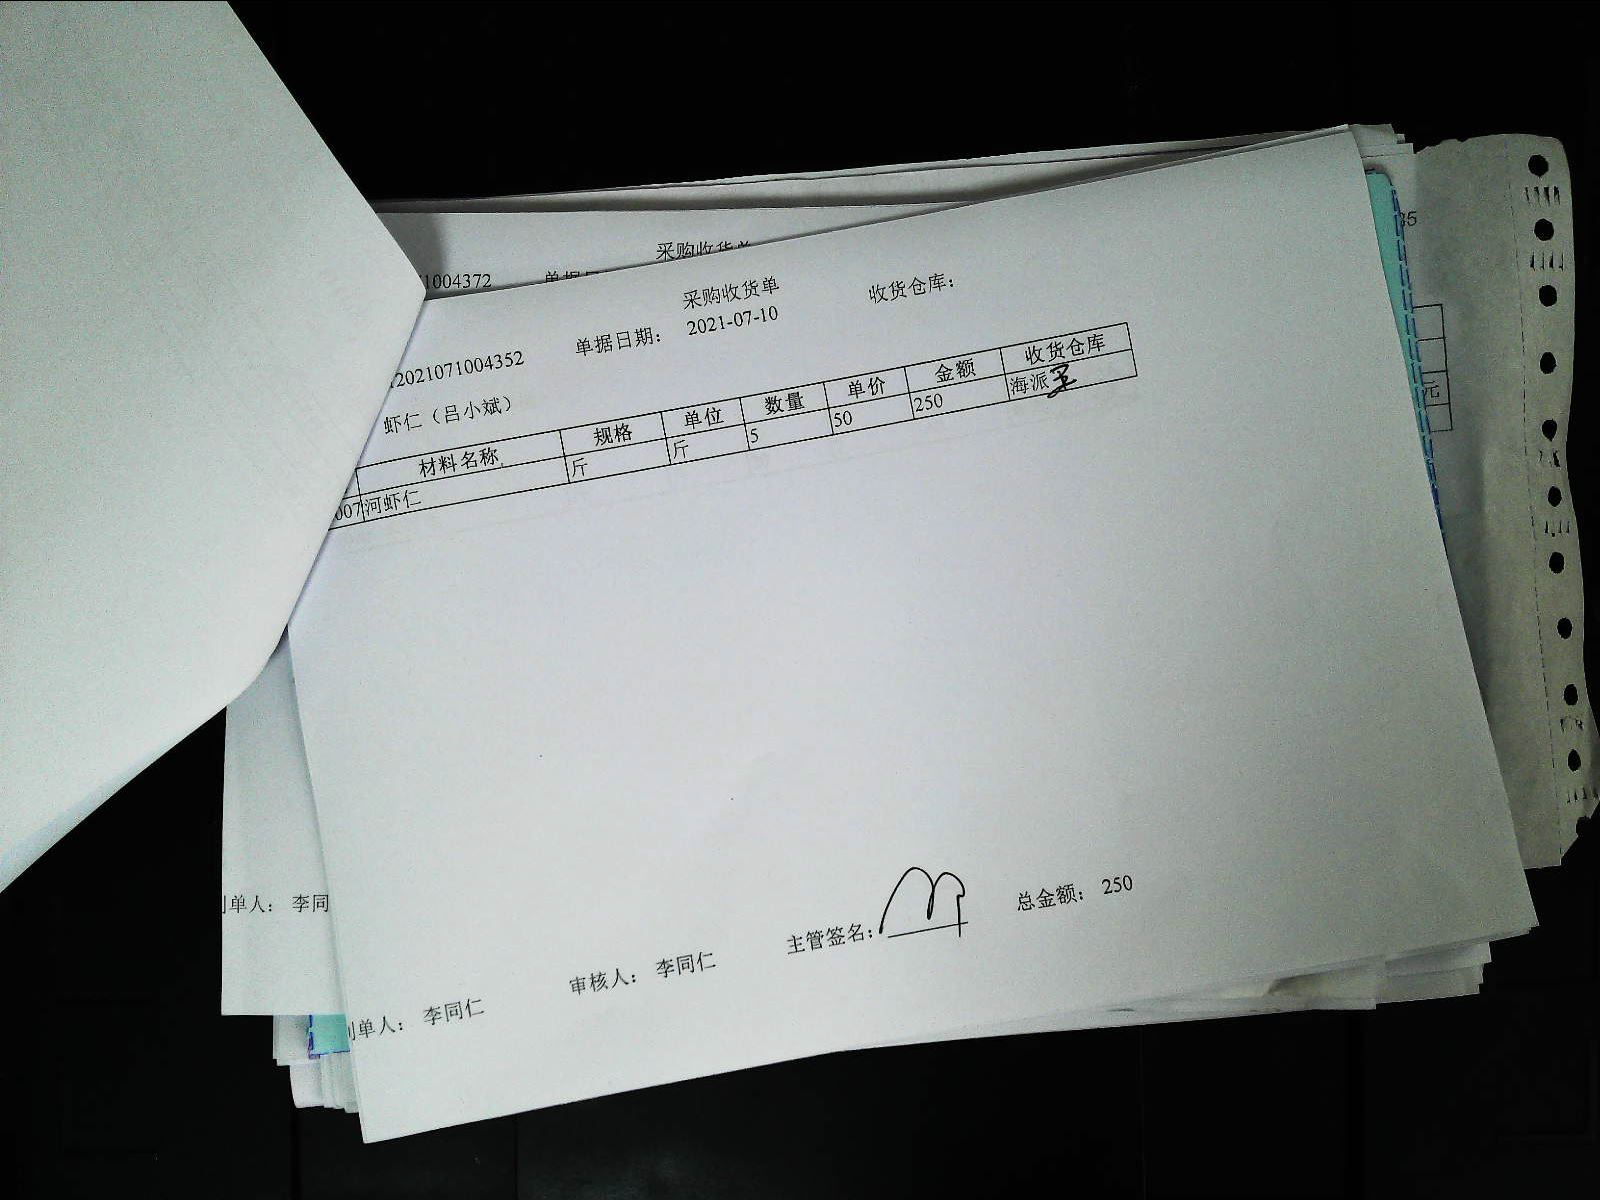 采购收货单
1004372
采购收货单
收货仓库：
单据日期： 2021-07-10
2021071004352
虾仁（吕小斌）
材料名称 规格 单位 数量 单价 金额 收货仓库
007 河虾仁 斤 斤 5 50 250 海派
35
元
单人： 李同
主管签名： 总金额： 250
单人： 李同仁 审核人： 李同仁